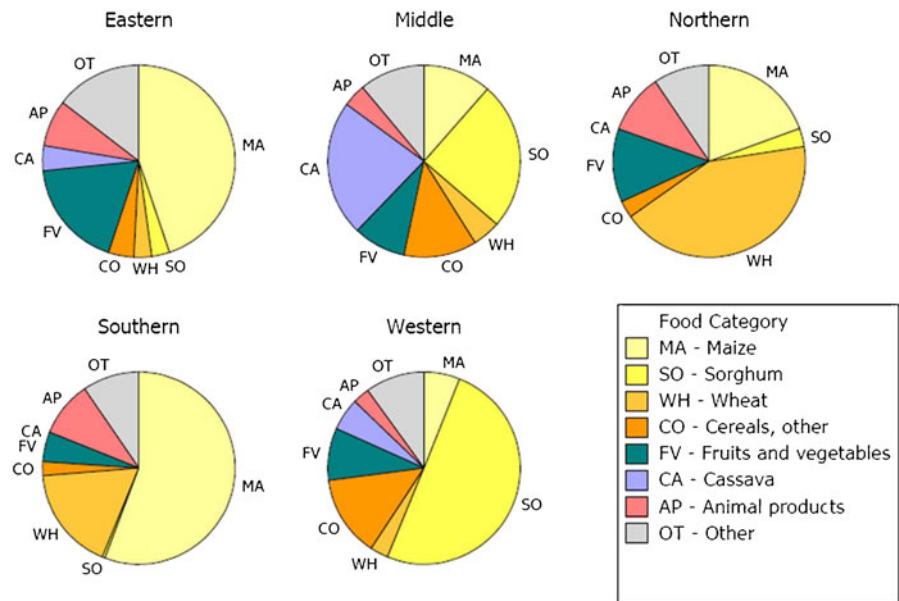 Eastern
Middle
Northern
OT
MA
AP
CA
FV
CO
WH
SO
OT
MA
AP
SO
CA
WH
FV
CO
OT
MA
AP
SO
CA
FV
CO
WH
Southern
Western
OT
AP
CA
FV
CO
MA
WH
SO
OT
MA
AP
CA
FV
SO
CO
WH
Food Category
MA - Maize
SO - Sorghum
WH - Wheat
CO - Cereals, other
FV - Fruits and vegetables
CA - Cassava
AP - Animal products
OT - Other